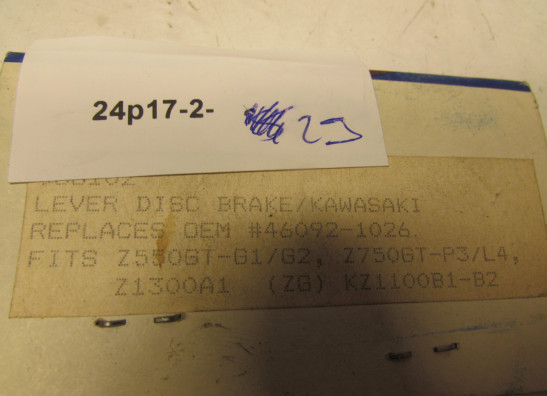 24p17-2- 23
LEVER DISC BRAKE/KAWASAKI
REPLACES OEM #46092-1026.
FITS Z550GT-G1/G2, Z750GT-P3/L4,
Z1300A1 (ZG) KZ1100B1-B2